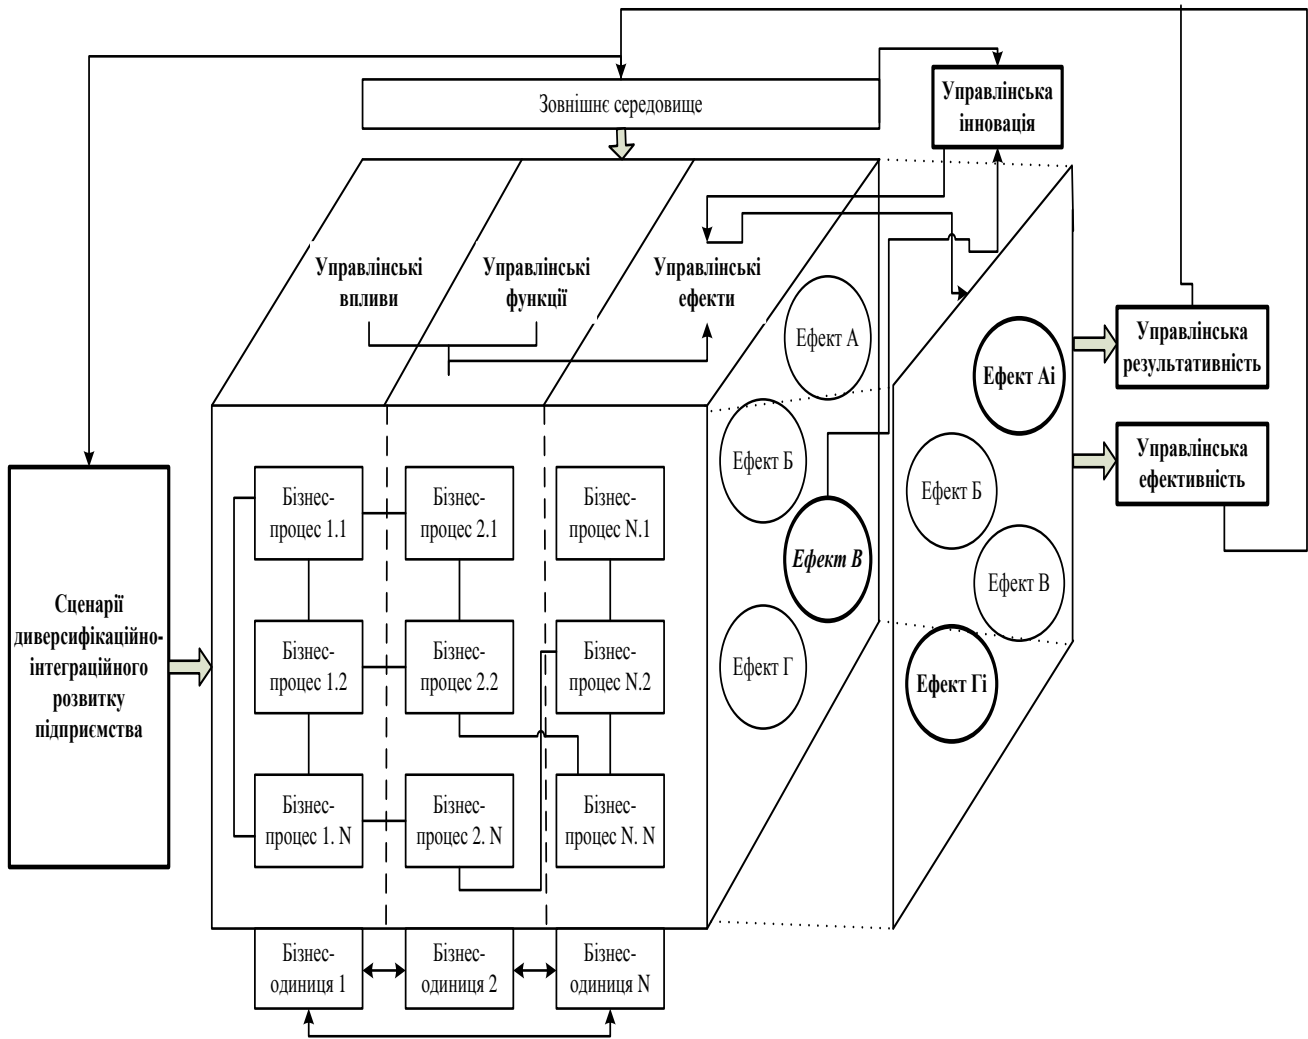 Зовнішнє середовище
Управлінська
інновація
Управлінські
впливи
Управлінські
функції
Управлінські
ефекти
Ефект А
Ефект Б
Ефект В
Ефект Г
Ефект Аі
Ефект Б
Ефект В
Ефект Гі
Управлінська
результативність
Управлінська
ефективність
Сценарії
диверсифікаційно-
інтеграційного
розвитку
підприємства
Бізнес-
процес 1.1
Бізнес-
процес 2.1
Бізнес-
процес N.1
Бізнес-
процес 1.2
Бізнес-
процес 2.2
Бізнес-
процес N.2
Бізнес-
процес 1. N
Бізнес-
процес 2. N
Бізнес-
процес N. N
Бізнес-
одиниця 1
Бізнес-
одиниця 2
Бізнес-
одиниця N